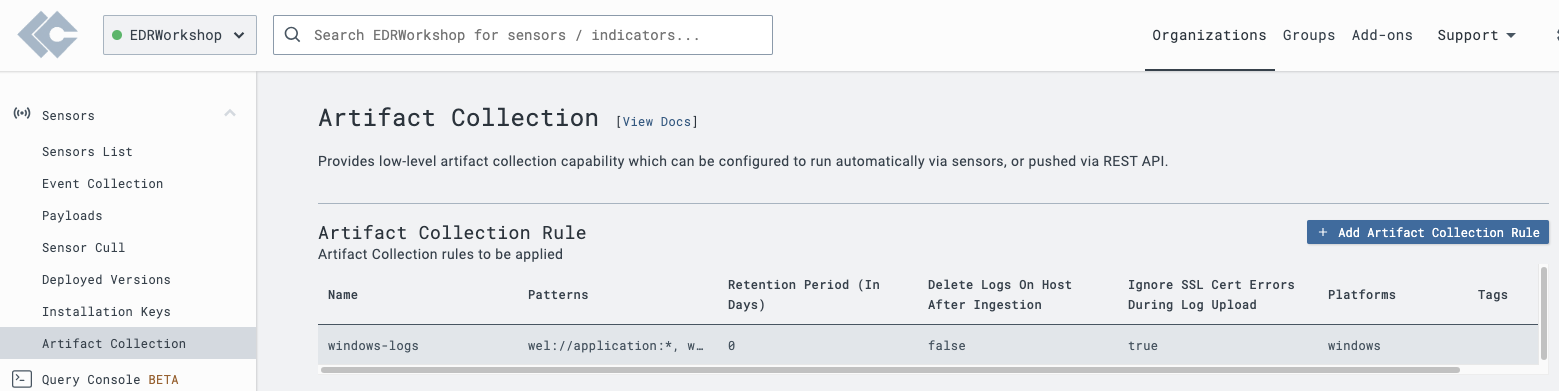 EDRWorkshop
Search EDRWorkshop for sensors / indicators...
Organizations
Groups
Add-ons
Support
Sensors
Sensors List
Event Collection
Payloads
Sensor Cull
Deployed Versions
Installation Keys
Artifact Collection
Query Console BETA
Artifact Collection [View Docs]
Provides low-level artifact collection capability which can be configured to run automatically via sensors, or pushed via REST API.
Artifact Collection Rule
Artifact Collection rules to be applied
+ Add Artifact Collection Rule
Name
Patterns
Retention Period (In
Days)
Delete Logs On Host
After Ingestion
Ignore SSL Cert Errors
During Log Upload
Platforms
Tags
windows-logs
wel://application:*, w…
0
false
true
windows